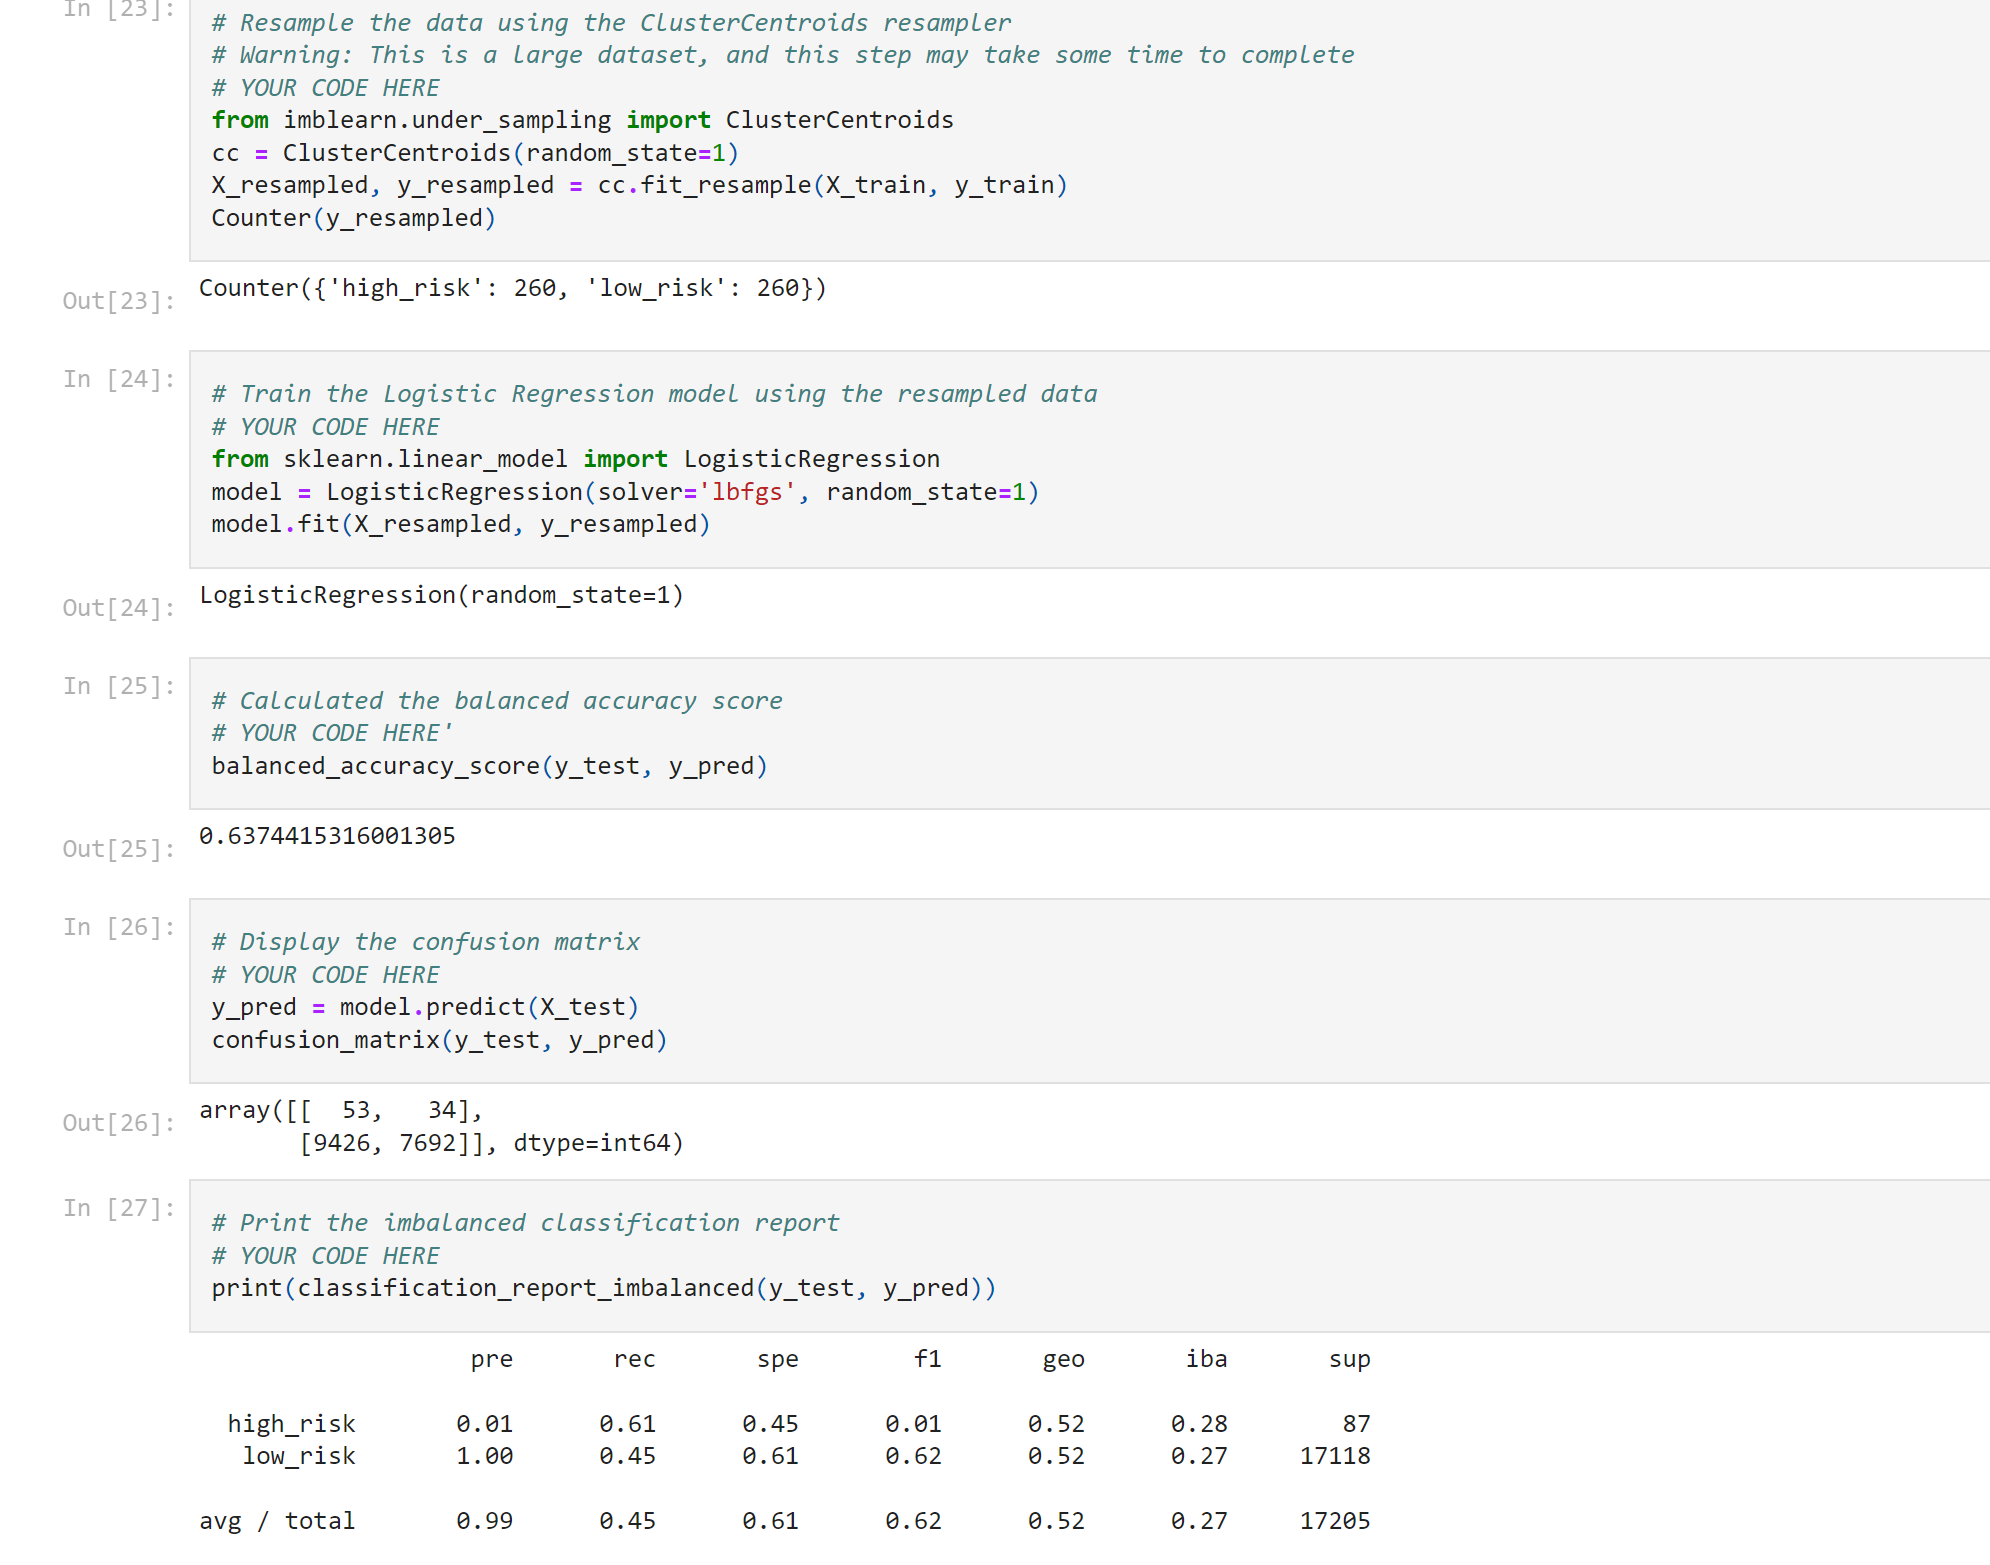 In [23]:
# Resample the data using the ClusterCentroids resampler
# Warning: This is a large dataset, and this step may take some time to complete
# YOUR CODE HERE
from imblearn.under_sampling import ClusterCentroids
cc = ClusterCentroids(random_state=1)
X_resampled, y_resampled = cc.fit_resample(X_train, y_train)
Counter(y_resampled)
Out[23]:
Counter({'high_risk': 260, 'low_risk': 260})
In [24]:
# Train the Logistic Regression model using the resampled data
# YOUR CODE HERE
from sklearn.linear_model import LogisticRegression
model = LogisticRegression(solver='lbfgs', random_state=1)
model.fit(X_resampled, y_resampled)
Out[24]:
LogisticRegression(random_state=1)
In [25]:
# Calculated the balanced accuracy score
# YOUR CODE HERE'
balanced_accuracy_score(y_test, y_pred)
Out[25]:
0.6374415316001305
In [26]:
# Display the confusion matrix
# YOUR CODE HERE
y_pred = model.predict(X_test)
confusion_matrix(y_test, y_pred)
Out[26]:
array([[  53,   34],
       [9426, 7692]], dtype=int64)
In [27]:
# Print the imbalanced classification report
# YOUR CODE HERE
print(classification_report_imbalanced(y_test, y_pred))
                   pre       rec       spe        f1       geo       iba       sup
  high_risk       0.01      0.61      0.45      0.01      0.52      0.28        87
   low_risk       1.00      0.45      0.61      0.62      0.52      0.27     17118
avg / total       0.99      0.45      0.61      0.62      0.52      0.27     17205